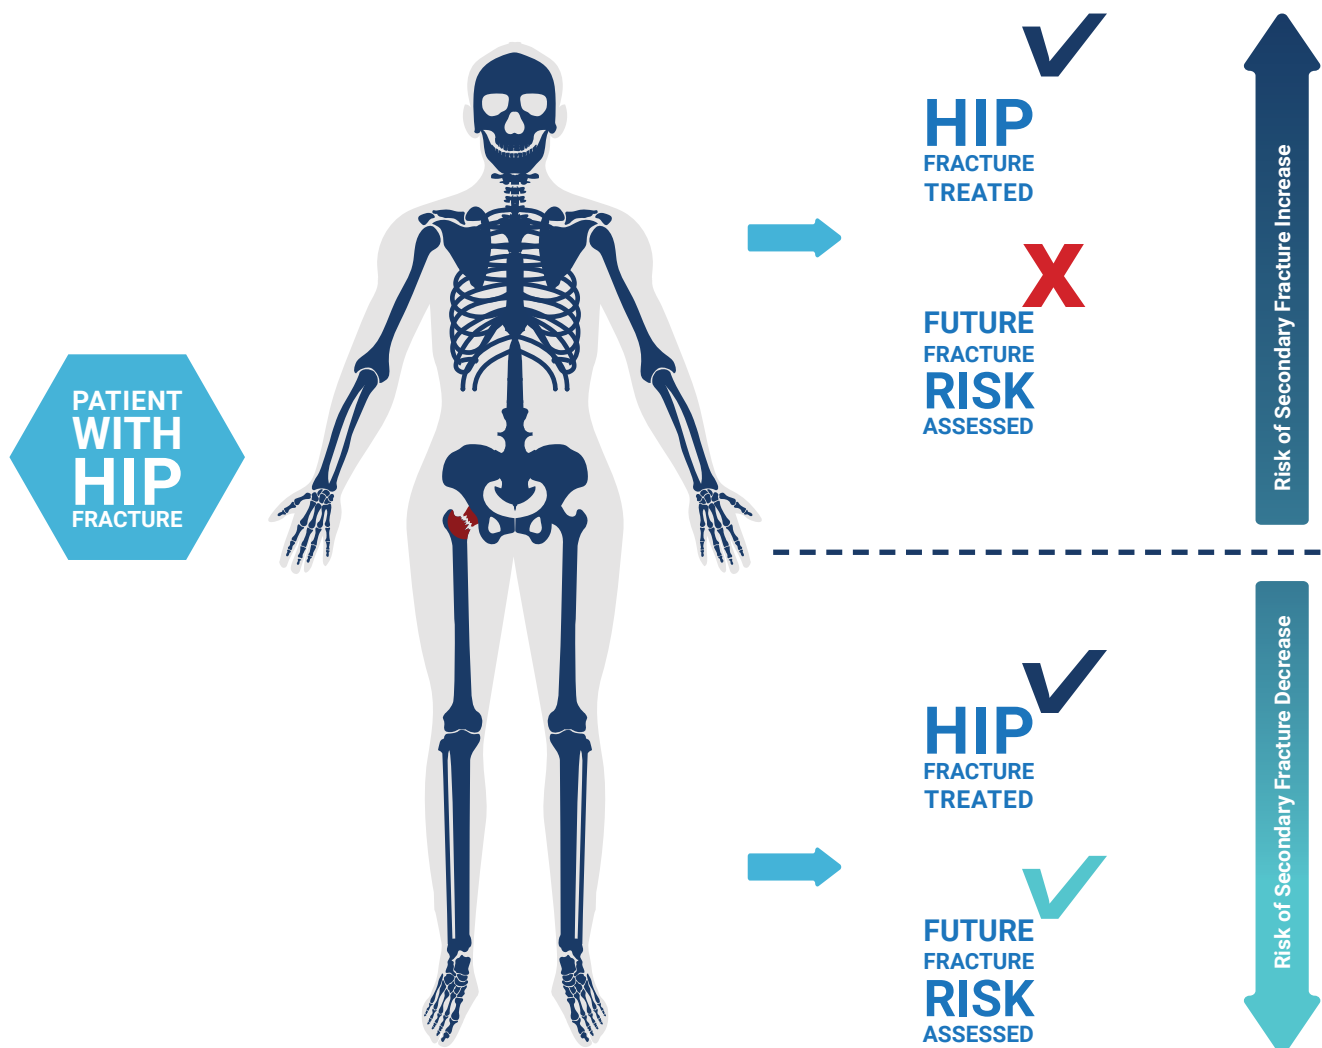 PATIENT
WITH
HIP
FRACTURE
HIP
FRACTURE
TREATED
X
FUTURE
FRACTURE
RISK
ASSESSED
Risk of Secondary Fracture Increase
HIP
FRACTURE
TREATED
FUTURE
FRACTURE
RISK
ASSESSED
Risk of Secondary Fracture Decrease